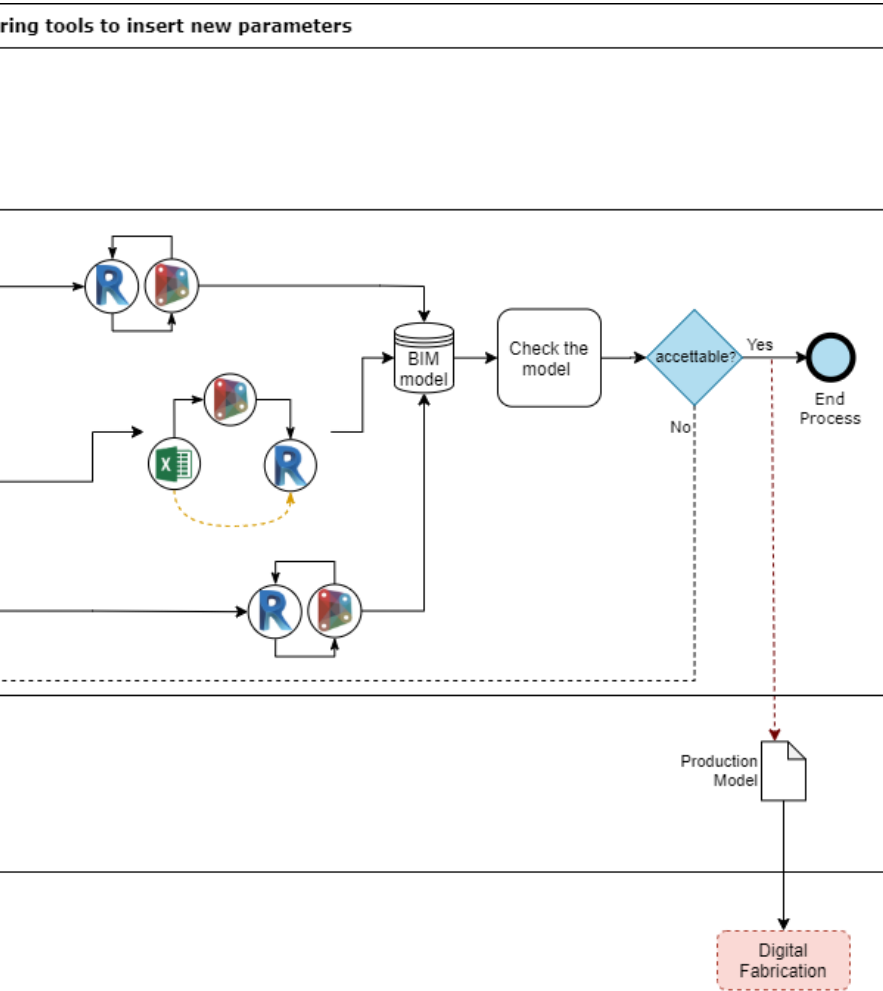 ring tools to insert new parameters
R
R
R
X
BIM
model
Check the
model
accettable?
Yes
No
End
Process
Production
Model
Digital
Fabrication